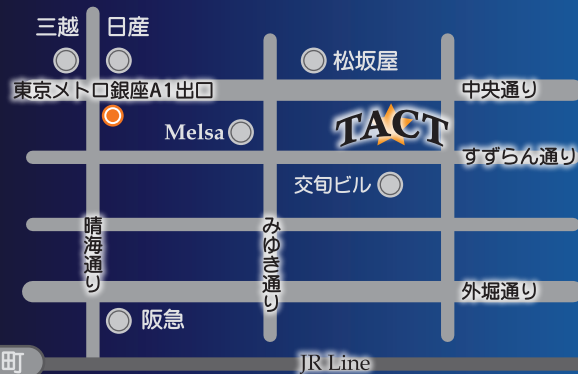 三越
日産
松坂屋
東京メトロ銀座A1出口
中央通り
Melsa
TACT
すずらん通り
交旬ビル
晴海通り
みゆき通り
外堀通り
阪急
町
JR Line